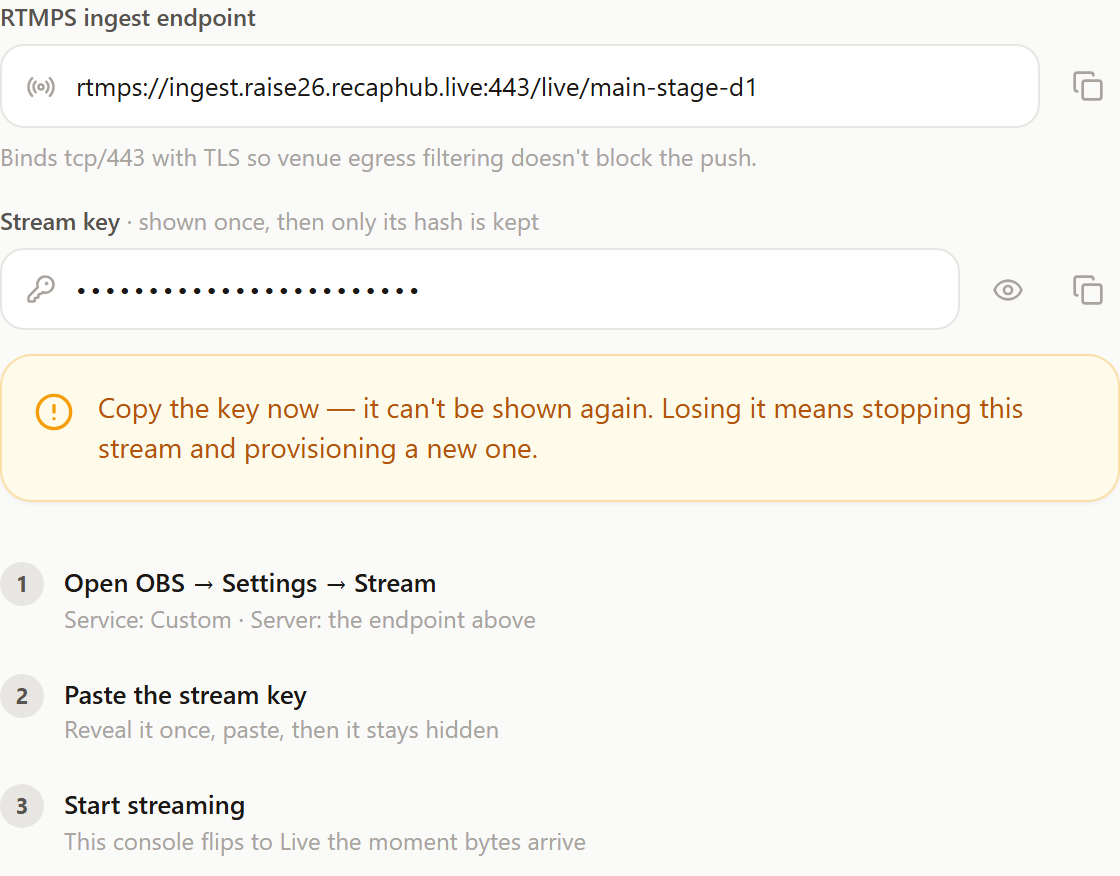 RTMPS ingest endpoint
rtmps://ingest.raise26.recaphub.live:443/live/main-stage-d1
Binds tcp/443 with TLS so venue egress filtering doesn't block the push.
Stream key · shown once, then only its hash is kept
••••••••••••••••••••••••
Copy the key now — it can't be shown again. Losing it means stopping this
stream and provisioning a new one.
1 Open OBS → Settings → Stream
Service: Custom · Server: the endpoint above
2 Paste the stream key
Reveal it once, paste, then it stays hidden
3 Start streaming
This console flips to Live the moment bytes arrive